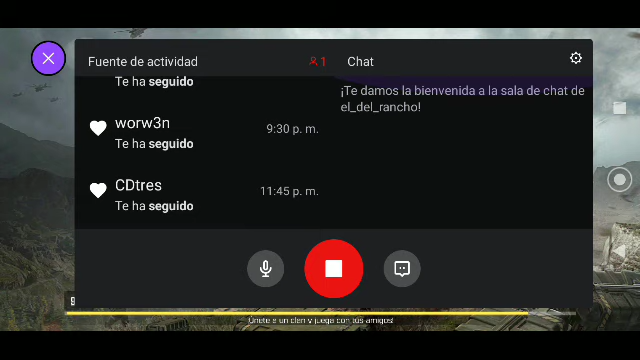 Fuente de actividad
1
Chat
Te ha seguido
¡Te damos la bienvenida a la sala de chat de
el_del_rancho!
worw3n
9:30 p. m.
Te ha seguido
CDtres
11:45 p. m.
Te ha seguido
Únete a un clan y juega con tus amigos!